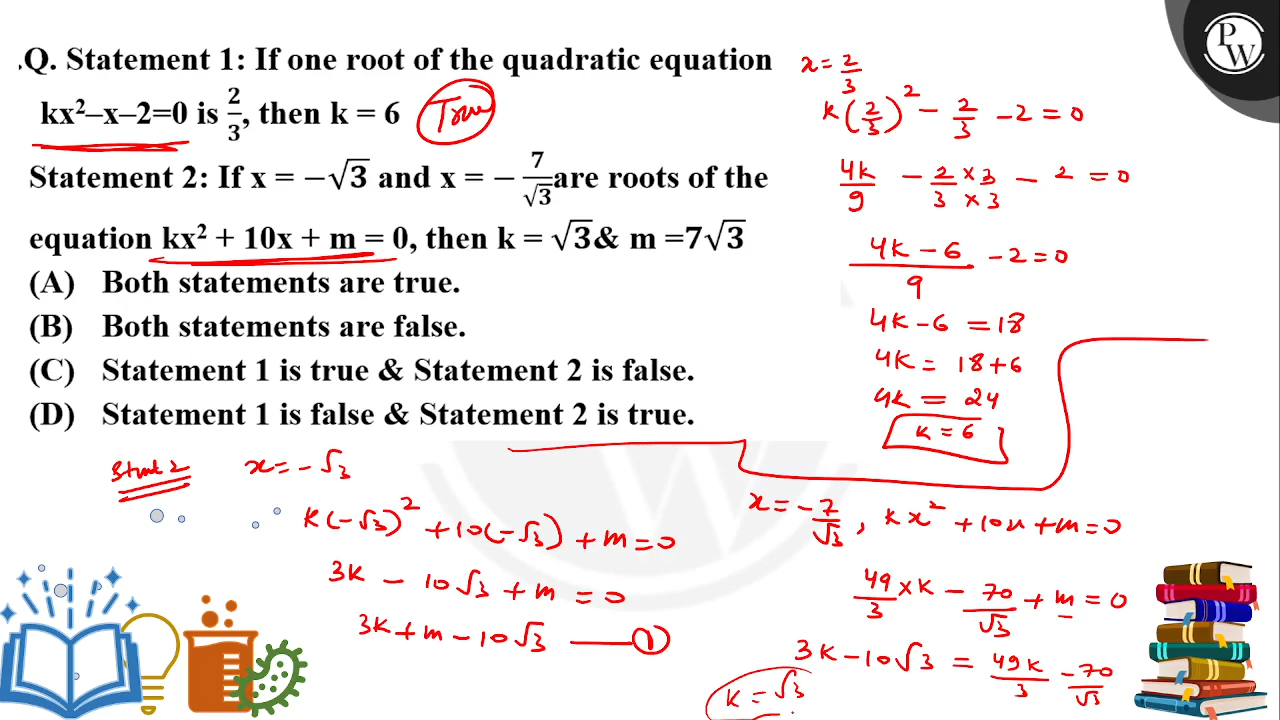 .Q. Statement 1: If one root of the quadratic equation
kx²–x–2=0 is 2/3, then k = 6 True
Statement 2: If x = −√3 and x = −7/√3 are roots of the
equation kx² + 10x + m = 0, then k = √3& m =7√3
(A) Both statements are true.
(B) Both statements are false.
(C) Statement 1 is true & Statement 2 is false.
(D) Statement 1 is false & Statement 2 is true.
PW
x = 2/3
k(2/3)² − 2/3 − 2 = 0
4k/9 − 2/3 × 3/× 3 − 2 = 0
4k − 6/9 − 2 = 0
4k − 6 = 18
4k = 18 + 6
4k = 24
k = 6
x = − √3
k(−√3)² + 10(−√3) + m = 0
3k − 10√3 + m = 0
3k + m − 10√3 —— ①
x = −7/√3, kx² + 10x + m = 0
49/3 × k − 70/√3 + m = 0
3k − 10√3 = 49k/3 − 70/√3
k = √3